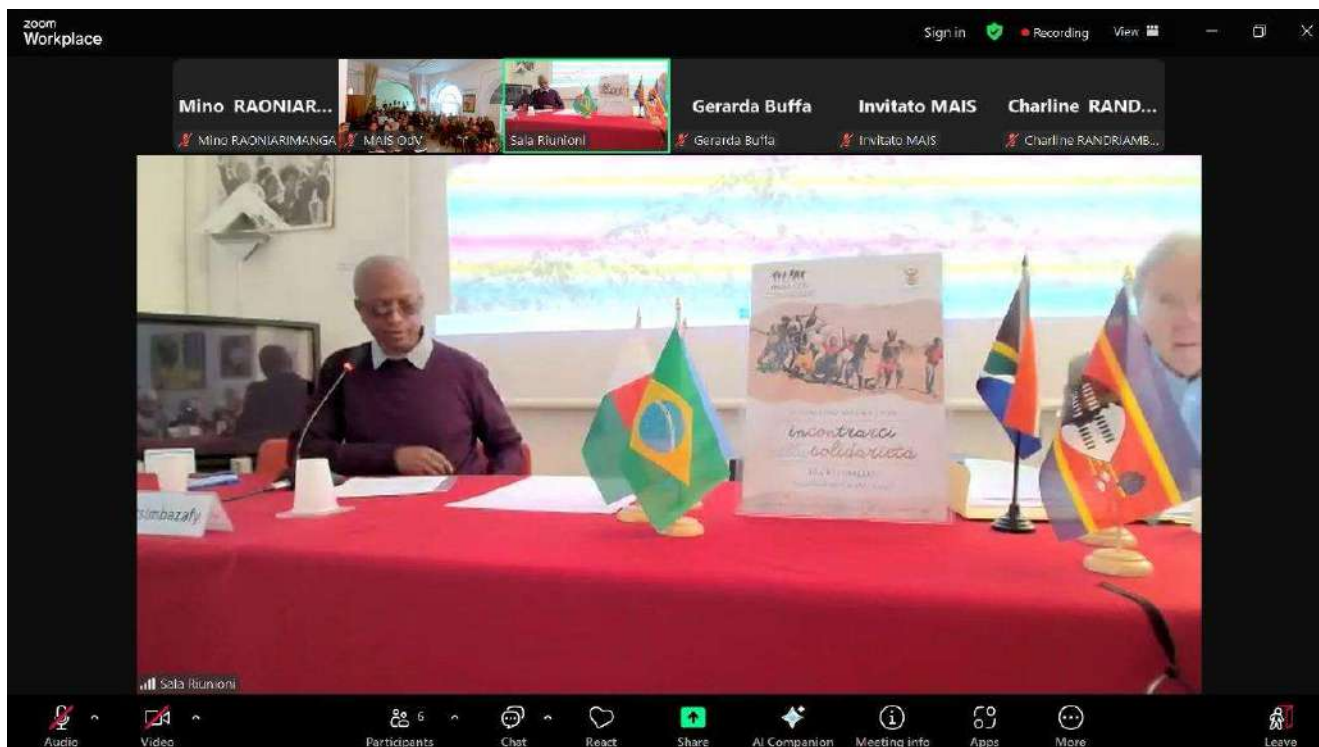 zoom
Workplace
Sign in
Recording
View
Mino RAONIAR...
Gerarda Buffa
Invitato MAIS
Charline RAND...
Mino RAONIARIMANGA
MAIS OdV
Sala Riunioni
Gerarda Buffa
Invitato MAIS
Charline RANDRIAMB...
incontrarci
solidarietà
simbazafy
Sala Riunioni
6
Audio
Video
Participants
Chat
React
Share
AI Companion
Meeting info
Apps
More
Leave